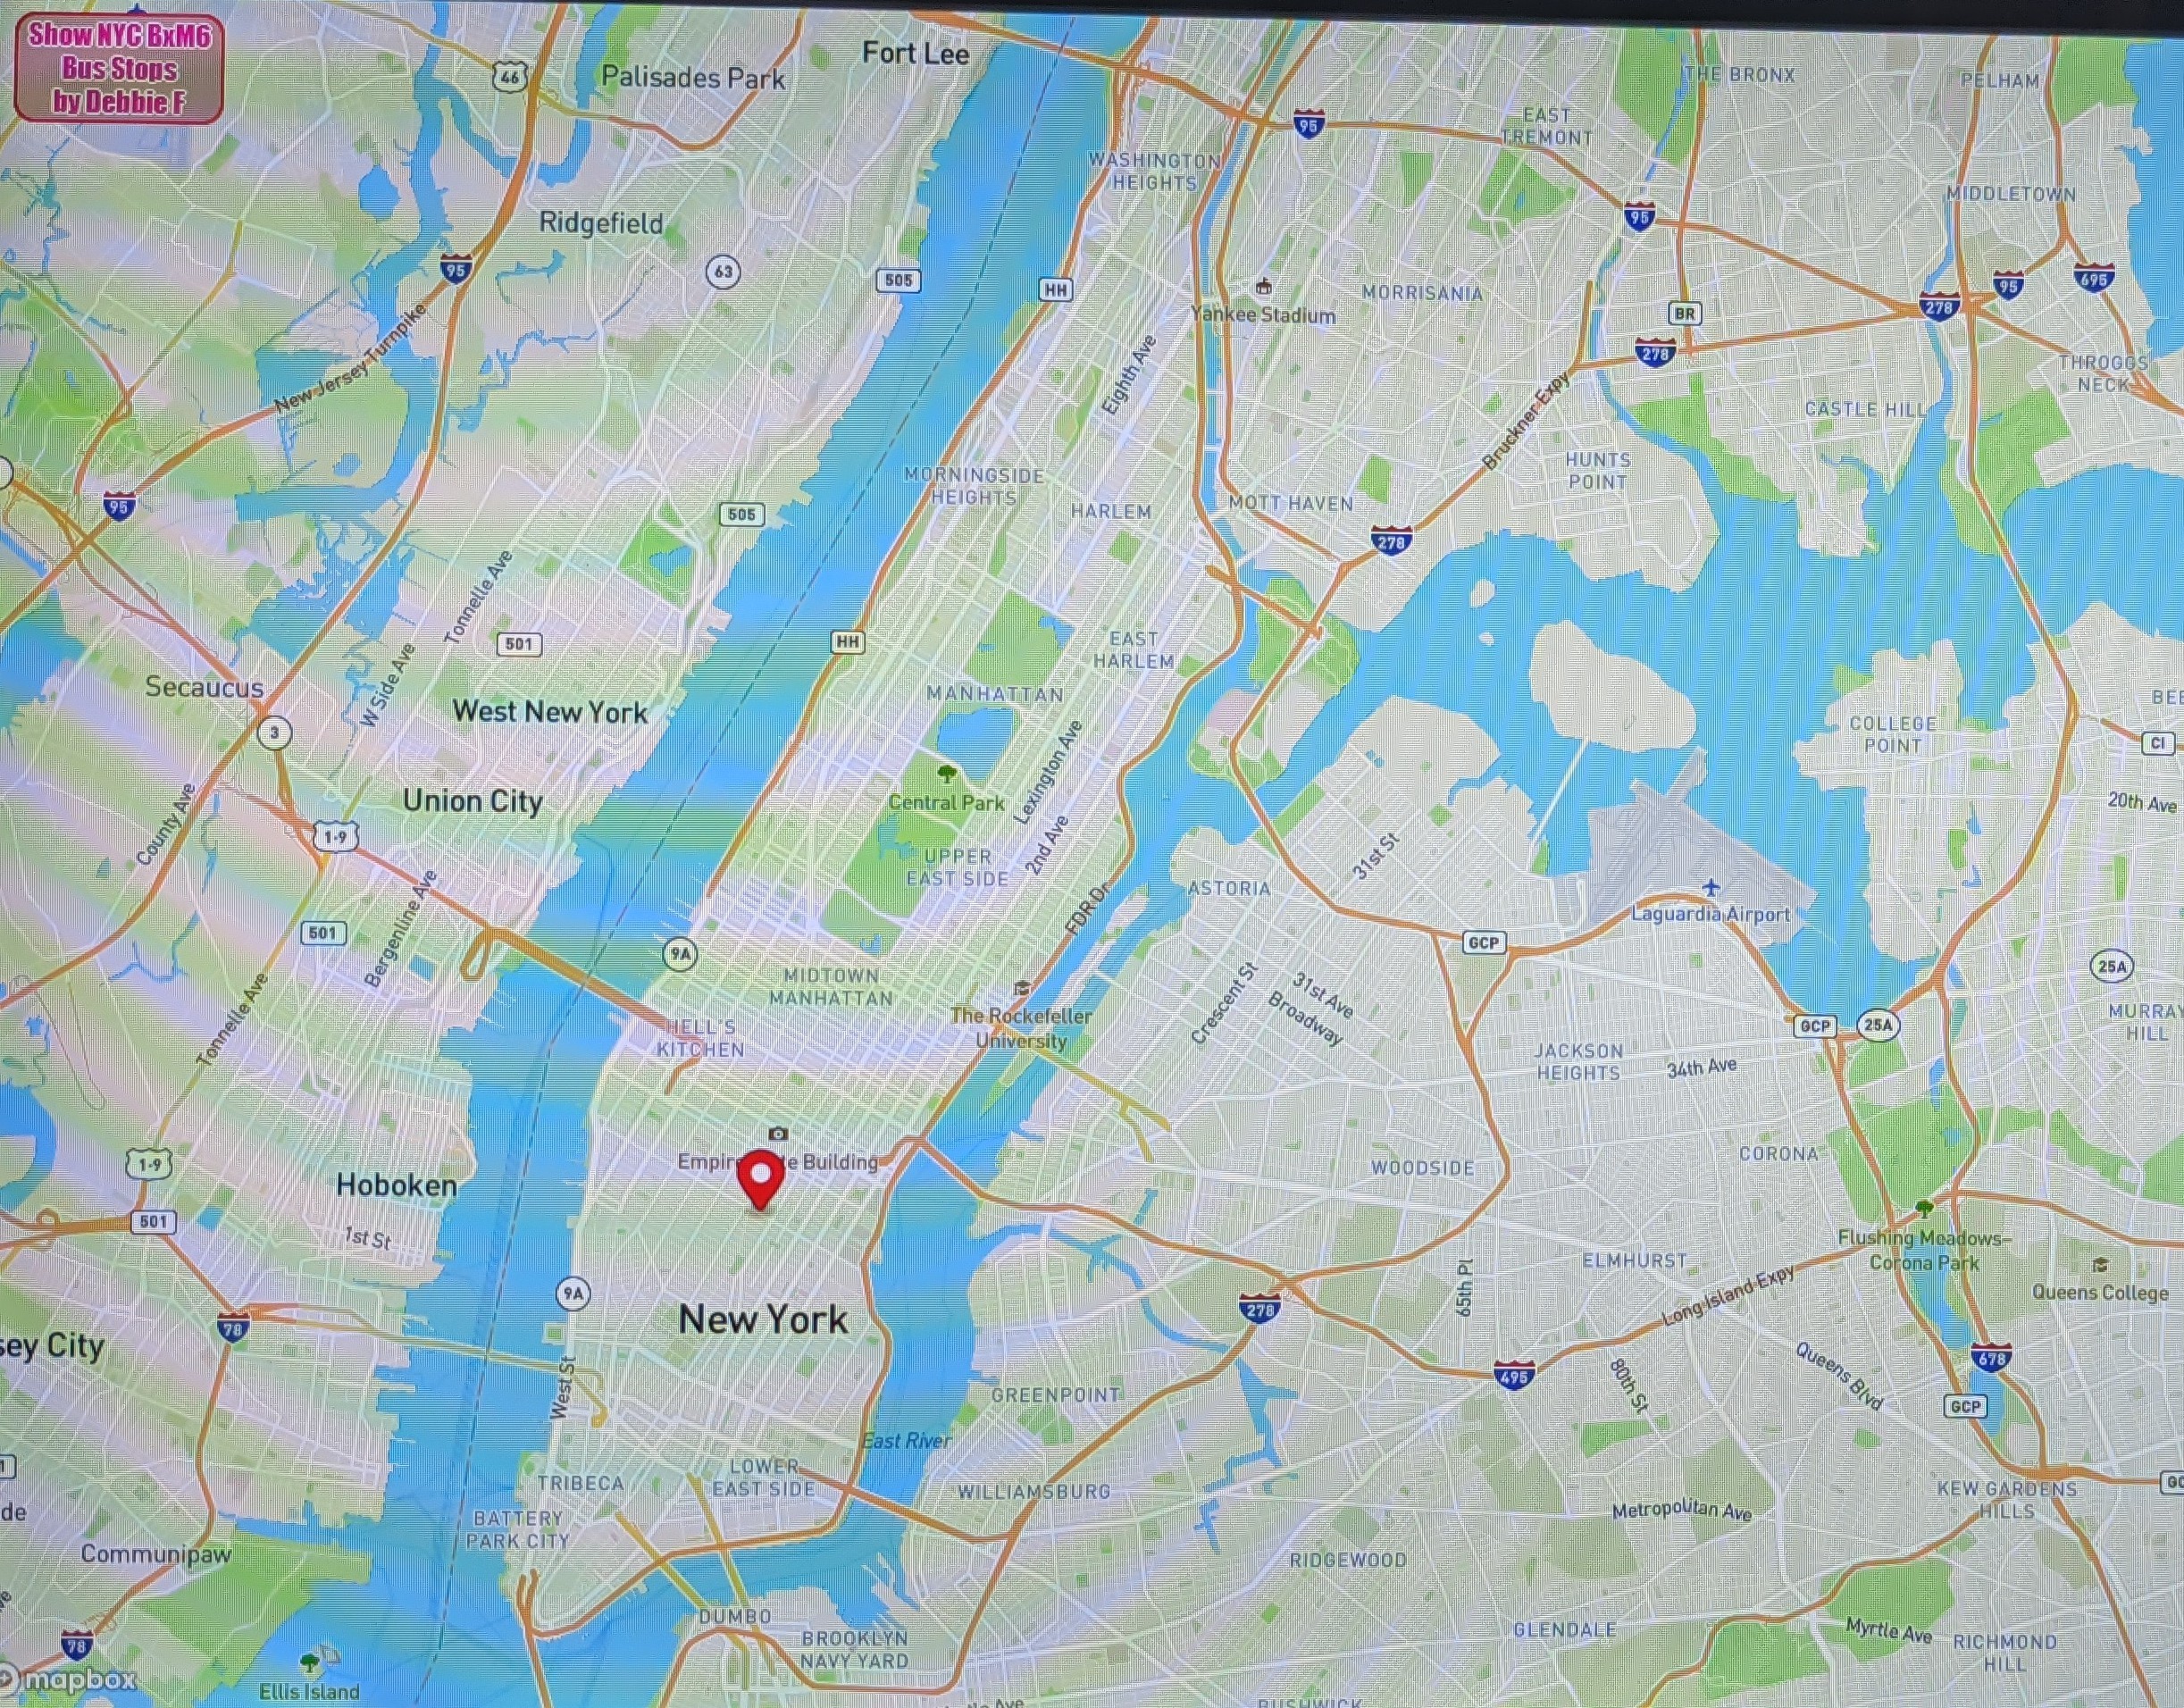 Show NYC BxM6
Bus Stops
by Debbie F
Fort Lee
46
Palisades Park
THE BRONX
PELHAM
95
EAST
TREMONT
WASHINGTON
HEIGHTS
MIDDLETOWN
95
Ridgefield
95
63
505
HH
Yankee Stadium
MORRISANIA
95
695
278
BR
278
New Jersey Turnpike
Eighth Ave
THROGGS
NECK
Bruckner Expy
CASTLE HILL
HUNTS
POINT
MORNINGSIDE
HEIGHTS
95
505
HARLEM
MOTT HAVEN
278
Tonnelle Ave
501
HH
EAST
HARLEM
W Side Ave
Secaucus
MANHATTAN
West New York
3
COLLEGE
POINT
CI
Lexington Ave
Central Park
Union City
20th Ave
County Ave
1-9
2nd Ave
UPPER
EAST SIDE
31st St
ASTORIA
Laguardia Airport
FDR Dr
501
Bergenline Ave
9A
GCP
25A
MIDTOWN
MANHATTAN
Crescent St
31st Ave
Broadway
The Rockefeller
University
Tonnelle Ave
HELL'S
KITCHEN
GCP
25A
MURRAY
HILL
JACKSON
HEIGHTS
34th Ave
1-9
Empire
te Building
CORONA
WOODSIDE
Hoboken
501
1st St
Flushing Meadows-
Corona Park
ELMHURST
Queens College
9A
65th Pl
Long Island Expy
278
78
New York
sey City
West St
495
80th St
Queens Blvd
678
GREENPOINT
GCP
East River
TRIBECA
LOWER
EAST SIDE
WILLIAMSBURG
KEW GARDENS
HILLS
de
BATTERY
PARK CITY
Metropolitan Ave
Communipaw
RIDGEWOOD
DUMBO
GLENDALE
Myrtle Ave
RICHMOND
HILL
78
BROOKLYN
NAVY YARD
mapbox
Ellis Island
BUSHWICK